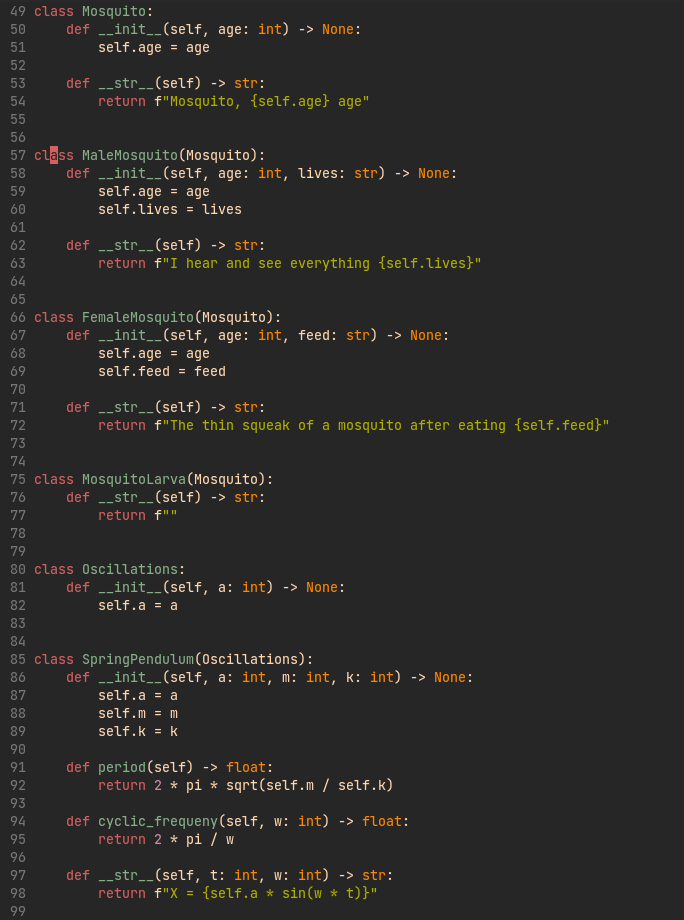 49 class Mosquito:
50     def __init__(self, age: int) -> None:
51         self.age = age
52
53     def __str__(self) -> str:
54         return f"Mosquito, {self.age} age"
55
56
57 class MaleMosquito(Mosquito):
58     def __init__(self, age: int, lives: str) -> None:
59         self.age = age
60         self.lives = lives
61
62     def __str__(self) -> str:
63         return f"I hear and see everything {self.lives}"
64
65
66 class FemaleMosquito(Mosquito):
67     def __init__(self, age: int, feed: str) -> None:
68         self.age = age
69         self.feed = feed
70
71     def __str__(self) -> str:
72         return f"The thin squeak of a mosquito after eating {self.feed}"
73
74
75 class MosquitoLarva(Mosquito):
76     def __str__(self) -> str:
77         return f""
78
79
80 class Oscillations:
81     def __init__(self, a: int) -> None:
82         self.a = a
83
84
85 class SpringPendulum(Oscillations):
86     def __init__(self, a: int, m: int, k: int) -> None:
87         self.a = a
88         self.m = m
89         self.k = k
90
91     def period(self) -> float:
92         return 2 * pi * sqrt(self.m / self.k)
93
94     def cyclic_frequeny(self, w: int) -> float:
95         return 2 * pi / w
96
97     def __str__(self, t: int, w: int) -> str:
98         return f"X = {self.a * sin(w * t)}"
99